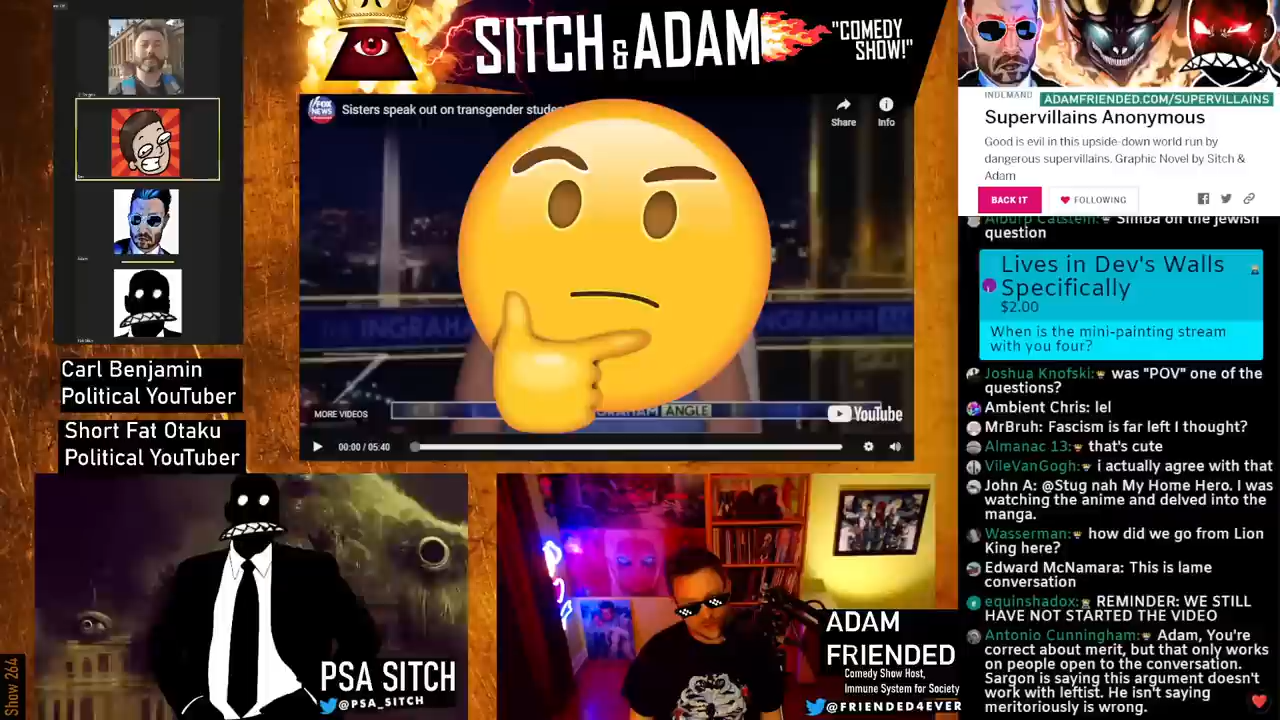 SITCH & ADAM
"COMEDY
SHOW!"
FOX
NEWS
Sisters speak out on transgender
Share
Info
INGRAHAM ANGLE
MORE VIDEOS
YouTube
00:00 / 05:40
Carl Benjamin
Political YouTuber
Short Fat Otaku
Political YouTuber
PSA SITCH
@PSA_SITCH
Show 264
ADAM
FRIENDED
Comedy Show Host,
Immune System for Society
@FRIENDED4EVER
INDEMAND
ADAMFRIENDED.COM/SUPERVILLAINS
Supervillains Anonymous
Good is evil in this upside-down world run by
dangerous supervillains. Graphic Novel by Sitch &
Adam
BACK IT
FOLLOWING
Simba on the jewish
question
Lives in Dev's Walls
Specifically
$2.00
When is the mini-painting stream
with you four?
Joshua Knofski: was "POV" one of the
questions?
Ambient Chris: lel
MrBruh: Fascism is far left I thought?
Almanac 13: that's cute
VileVanGogh: i actually agree with that
John A: @Stug nah My Home Hero. I was
watching the anime and delved into the
manga.
Wasserman: how did we go from Lion
King here?
Edward McNamara: This is lame
conversation
equinshadox: REMINDER: WE STILL
HAVE NOT STARTED THE VIDEO
Antonio Cunningham: Adam, You're
correct about merit, but that only works
on people open to the conversation.
Sargon is saying this argument doesn't
work with leftist. He isn't saying
meritoriously is wrong.